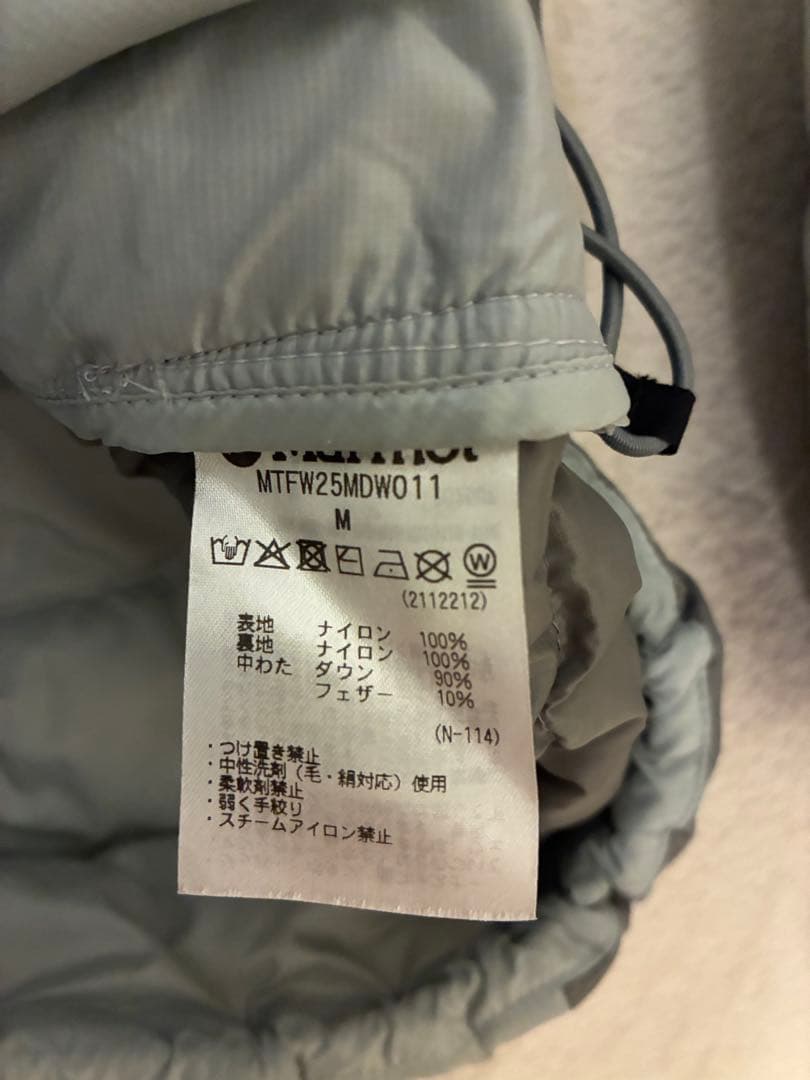 Marmot
MTFW25MDW011
M
W
(2112212)
表地 ナイロン 100%
裏地 ナイロン 100%
中わた ダウン 90%
フェザー 10%
(N-114)
・つけ置き禁止
・中性洗剤（毛・絹対応）使用
・柔軟剤禁止
・弱く手絞り
・スチームアイロン禁止